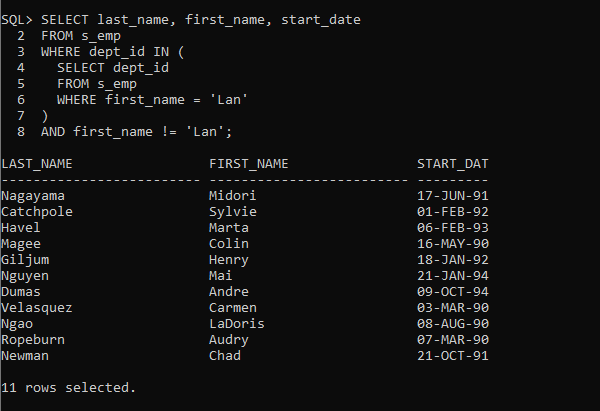 SQL> SELECT last_name, first_name, start_date
  2  FROM s_emp
  3  WHERE dept_id IN (
  4    SELECT dept_id
  5    FROM s_emp
  6    WHERE first_name = 'Lan'
  7  )
  8  AND first_name != 'Lan';
LAST_NAME                 FIRST_NAME                START_DAT
------------------------- ------------------------- ---------
Nagayama                  Midori                    17-JUN-91
Catchpole                 Sylvie                    01-FEB-92
Havel                     Marta                     06-FEB-93
Magee                     Colin                     16-MAY-90
Giljum                    Henry                     18-JAN-92
Nguyen                    Mai                       21-JAN-94
Dumas                     Andre                     09-OCT-94
Velasquez                 Carmen                    03-MAR-90
Ngao                      LaDoris                   08-AUG-90
Ropeburn                  Audry                     07-MAR-90
Newman                    Chad                      21-OCT-91
11 rows selected.